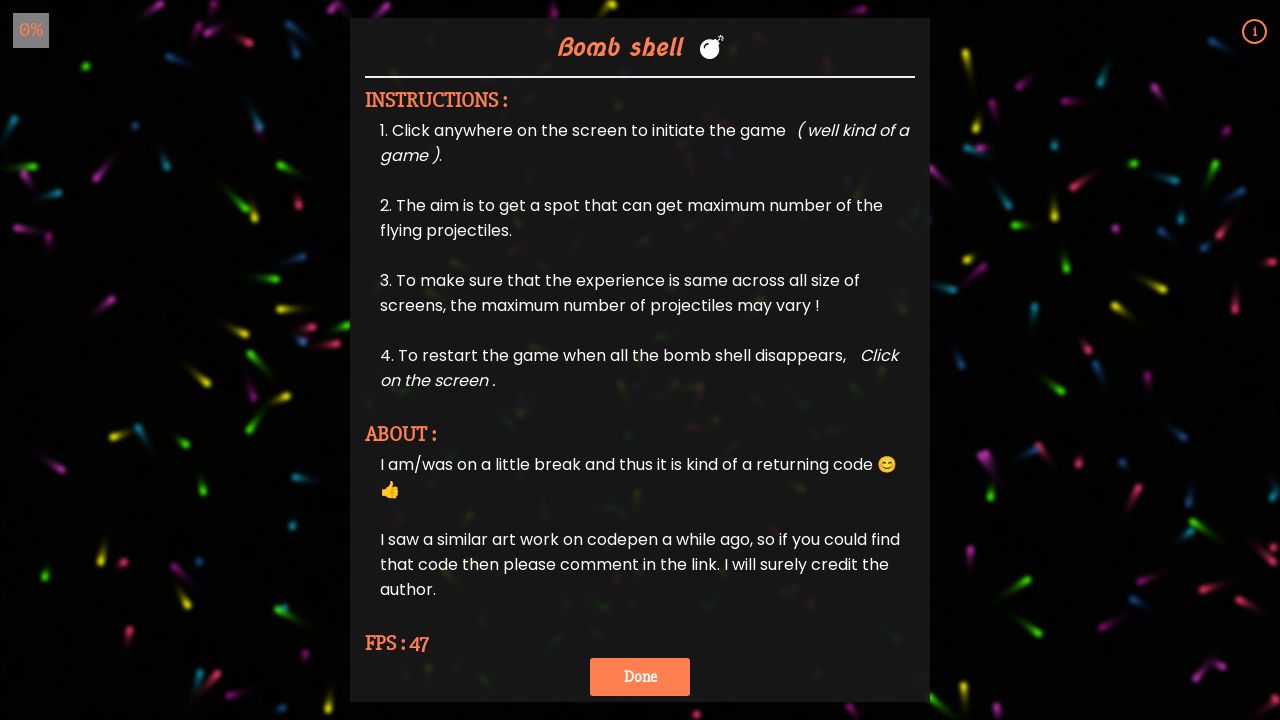 0%
i
Bomb shell 💣
INSTRUCTIONS :
1. Click anywhere on the screen to initiate the game ( well kind of a
game ).
2. The aim is to get a spot that can get maximum number of the
flying projectiles.
3. To make sure that the experience is same across all size of
screens, the maximum number of projectiles may vary !
4. To restart the game when all the bomb shell disappears, Click
on the screen .
ABOUT :
I am/was on a little break and thus it is kind of a returning code 😊
👍
I saw a similar art work on codepen a while ago, so if you could find
that code then please comment in the link. I will surely credit the
author.
FPS : 47
Done